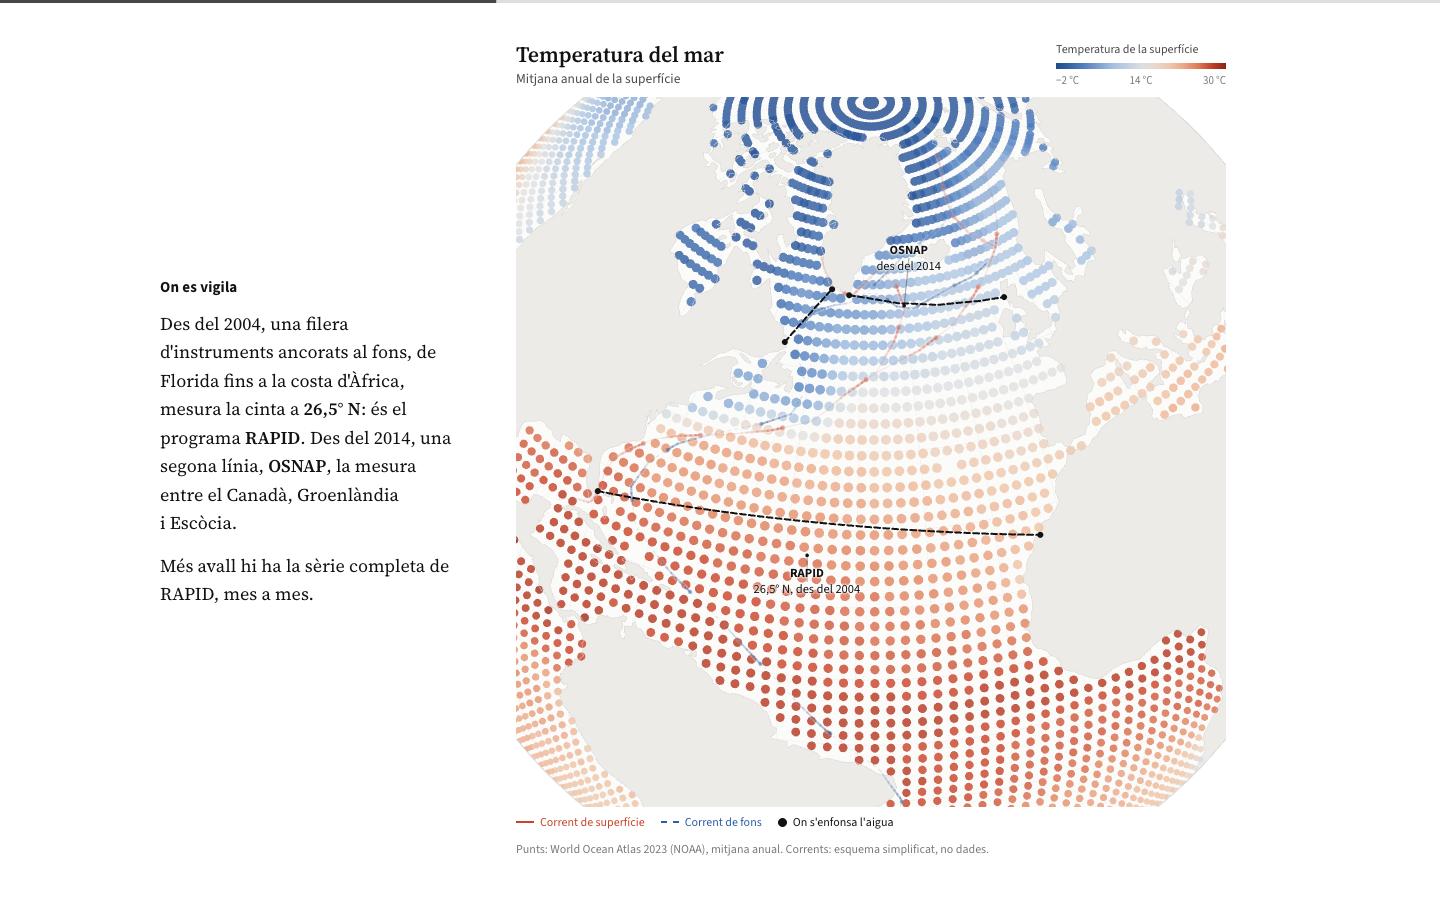 Temperatura del mar
Mitjana anual de la superfície
Temperatura de la superfície
−2 °C 14 °C 30 °C
On es vigila
Des del 2004, una filera
d'instruments ancorats al fons, de
Florida fins a la costa d'Àfrica,
mesura la cinta a 26,5° N: és el
programa RAPID. Des del 2014, una
segona línia, OSNAP, la mesura
entre el Canadà, Groenlàndia
i Escòcia.
Més avall hi ha la sèrie completa de
RAPID, mes a mes.
OSNAP
des del 2014
RAPID
26,5° N, des del 2004
Corrent de superfície Corrent de fons On s'enfonsa l'aigua
Punts: World Ocean Atlas 2023 (NOAA), mitjana anual. Corrents: esquema simplificat, no dades.